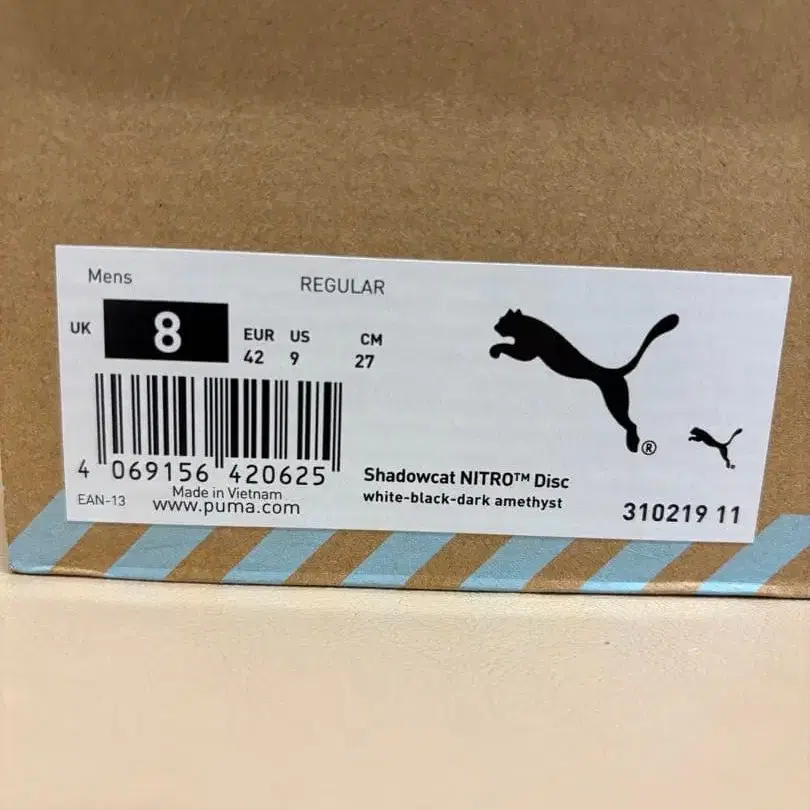 Mens
REGULAR
UK 8
EUR US CM
42 9 27
4 069156 420625
EAN-13
Made in Vietnam
www.puma.com
Shadowcat NITRO™ Disc
white-black-dark amethyst
310219 11
®